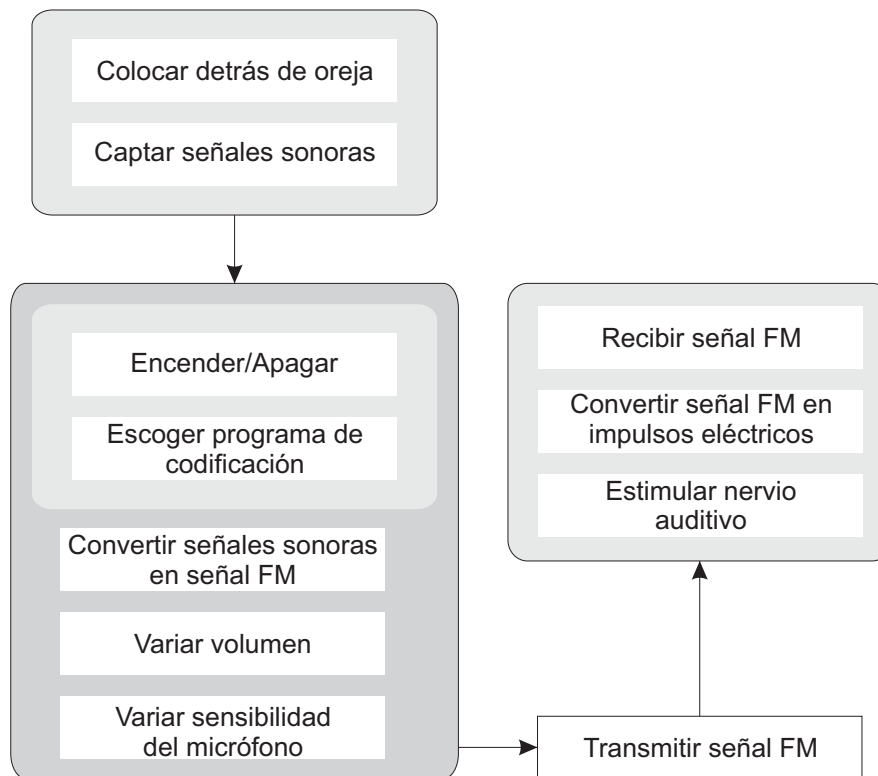 Colocar detrás de oreja
Captar señales sonoras
Encender/Apagar
Escoger programa de
codificación
Convertir señales sonoras
en señal FM
Variar volumen
Variar sensibilidad
del micrófono
Transmitir señal FM
Recibir señal FM
Convertir señal FM en
impulsos eléctricos
Estimular nervio
auditivo